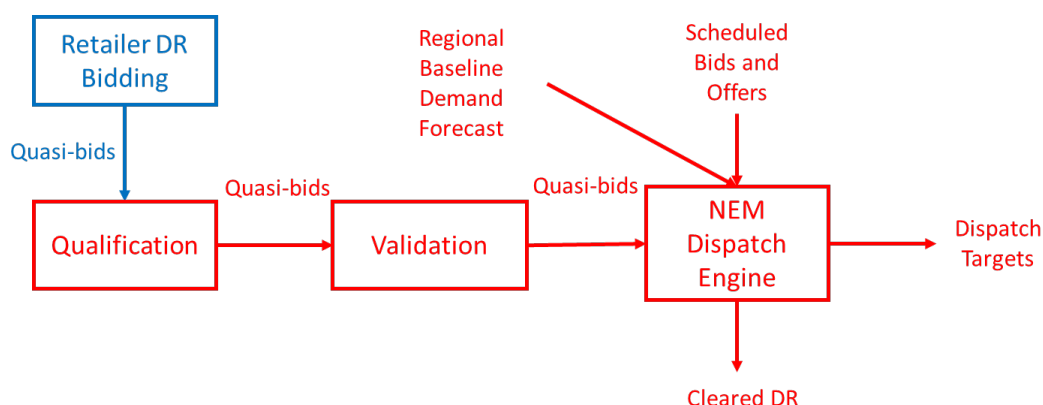 Retailer DR
Bidding
Regional
Baseline
Demand
Forecast
Scheduled
Bids and
Offers
Quasi-bids
Quasi-bids
Quasi-bids
Qualification
Validation
NEM
Dispatch
Engine
Dispatch
Targets
Cleared DR